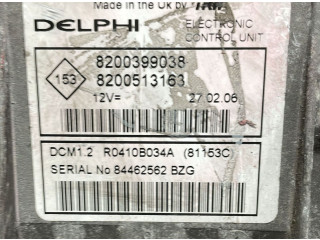 Made in the UK by TRW
DELPHI ELECTRONIC
CONTROL UNIT
8200399038
153 8200513163
12V= 27 02.06
DCM1.2 R0410B034A (81153C)
SERIAL No 84462562 BZG